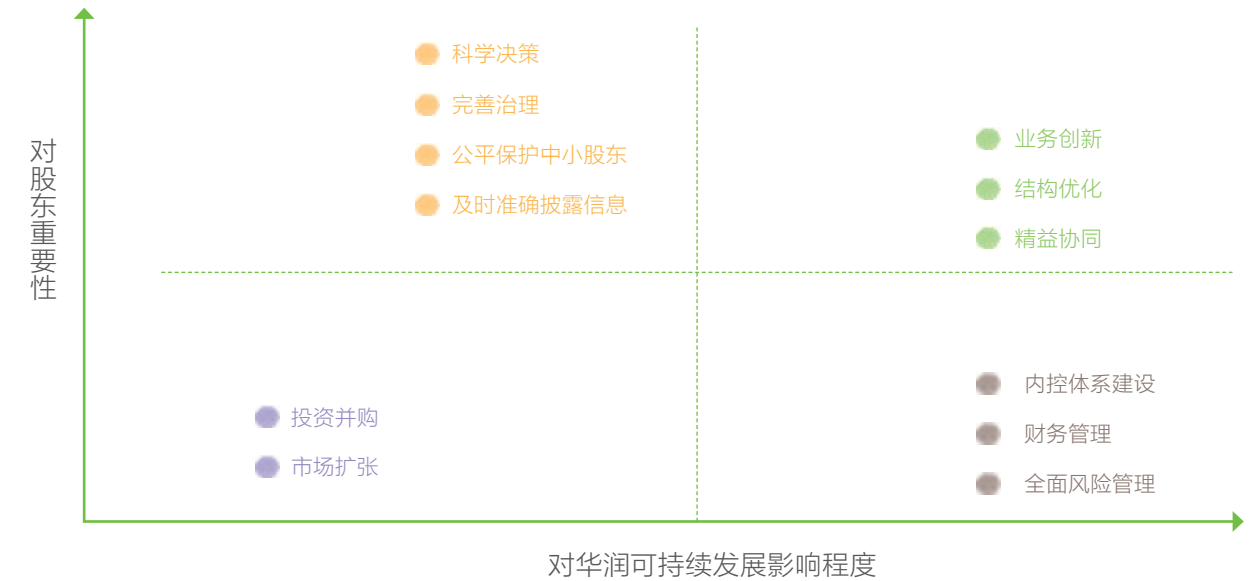 对股东重要性
科学决策
完善治理
公平保护中小股东
及时准确披露信息
业务创新
结构优化
精益协同
投资并购
市场扩张
内控体系建设
财务管理
全面风险管理
对华润可持续发展影响程度